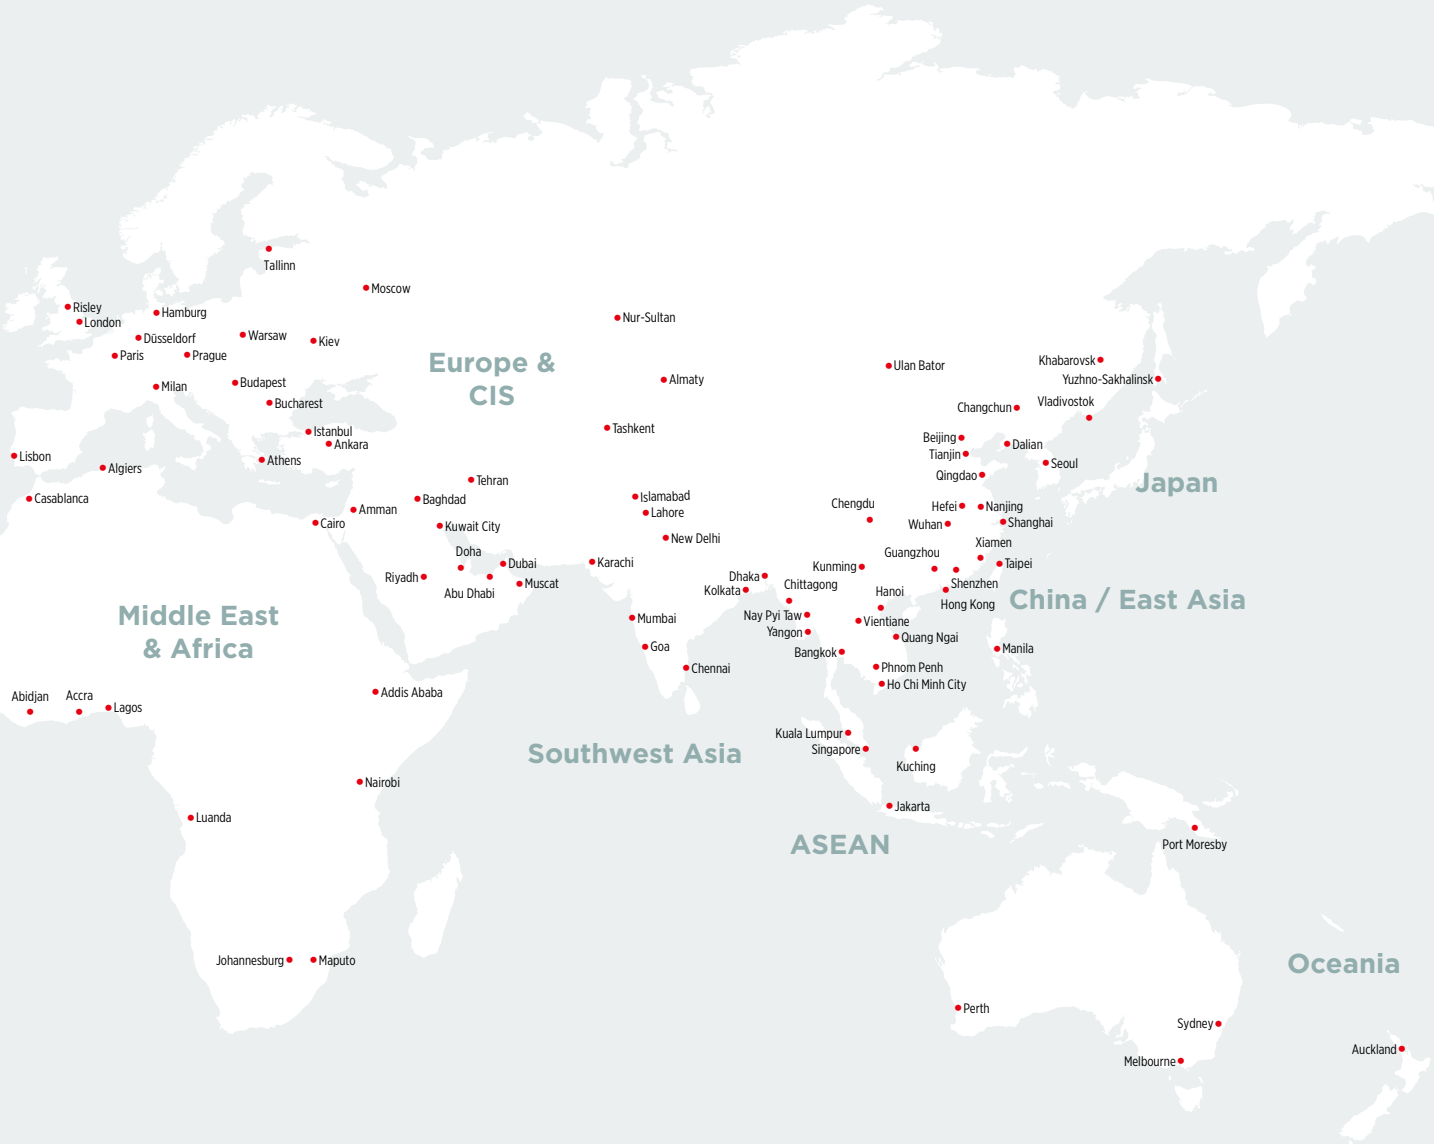 Tallinn
Moscow
Risley
London
Hamburg
Düsseldorf
Warsaw
Kiev
Paris
Prague
Milan
Budapest
Bucharest
Istanbul
Ankara
Athens
Lisbon
Algiers
Casablanca
Europe &
CIS
Nur-Sultan
Almaty
Tashkent
Ulan Bator
Khabarovsk
Yuzhno-Sakhalinsk
Vladivostok
Changchun
Beijing
Tianjin
Dalian
Seoul
Qingdao
Japan
Tehran
Baghdad
Amman
Cairo
Kuwait City
Doha
Dubai
Riyadh
Abu Dhabi
Muscat
Islamabad
Lahore
New Delhi
Karachi
Chengdu
Hefei
Nanjing
Wuhan
Shanghai
Xiamen
Guangzhou
Taipei
Kunming
Shenzhen
Hong Kong
China / East Asia
Dhaka
Kolkata
Chittagong
Hanoi
Nay Pyi Taw
Yangon
Vientiane
Quang Ngai
Bangkok
Phnom Penh
Ho Chi Minh City
Manila
Mumbai
Goa
Chennai
Middle East
& Africa
Abidjan
Accra
Lagos
Addis Ababa
Southwest Asia
Kuala Lumpur
Singapore
Kuching
Nairobi
Luanda
Jakarta
ASEAN
Port Moresby
Johannesburg
Maputo
Oceania
Perth
Sydney
Melbourne
Auckland